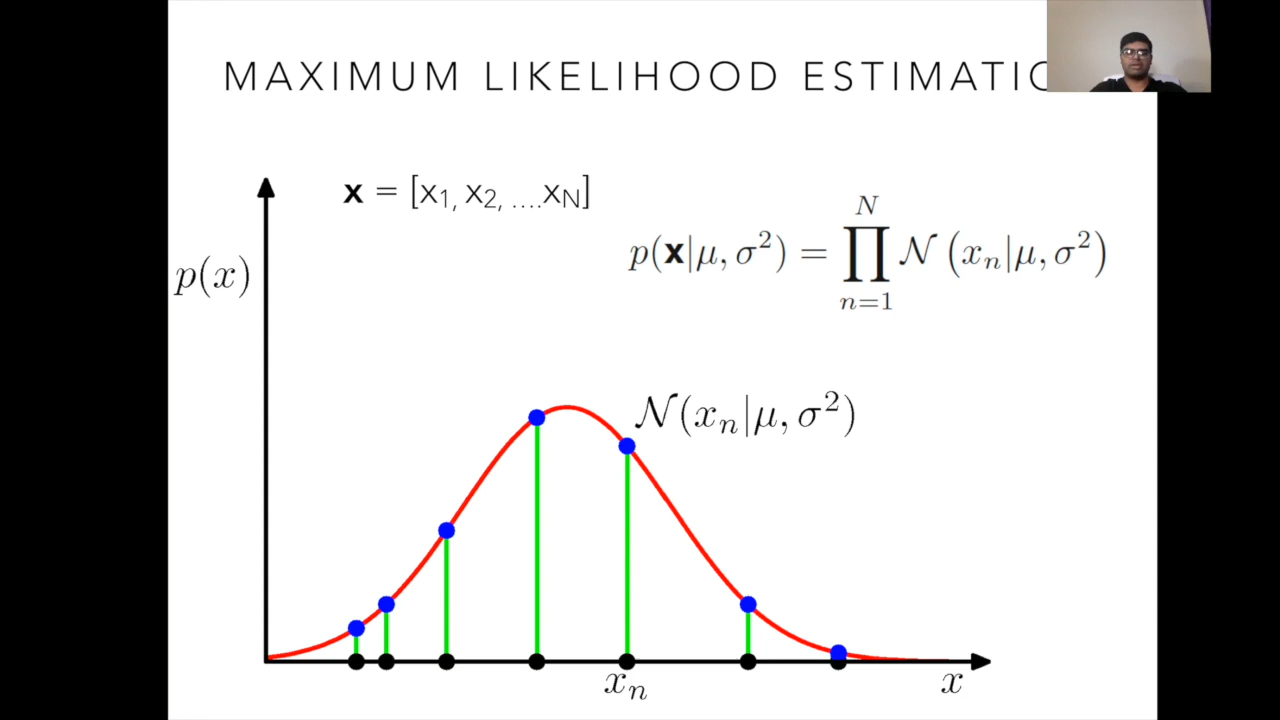 MAXIMUM LIKELIHOOD ESTIMATIO
x = [x₁, x₂, ....x_N]
p(x|μ, σ²) = ∏_{n=1}^{N} 𝒩 (x_n|μ, σ²)
p(x)
𝒩(x_n|μ, σ²)
x_n
x